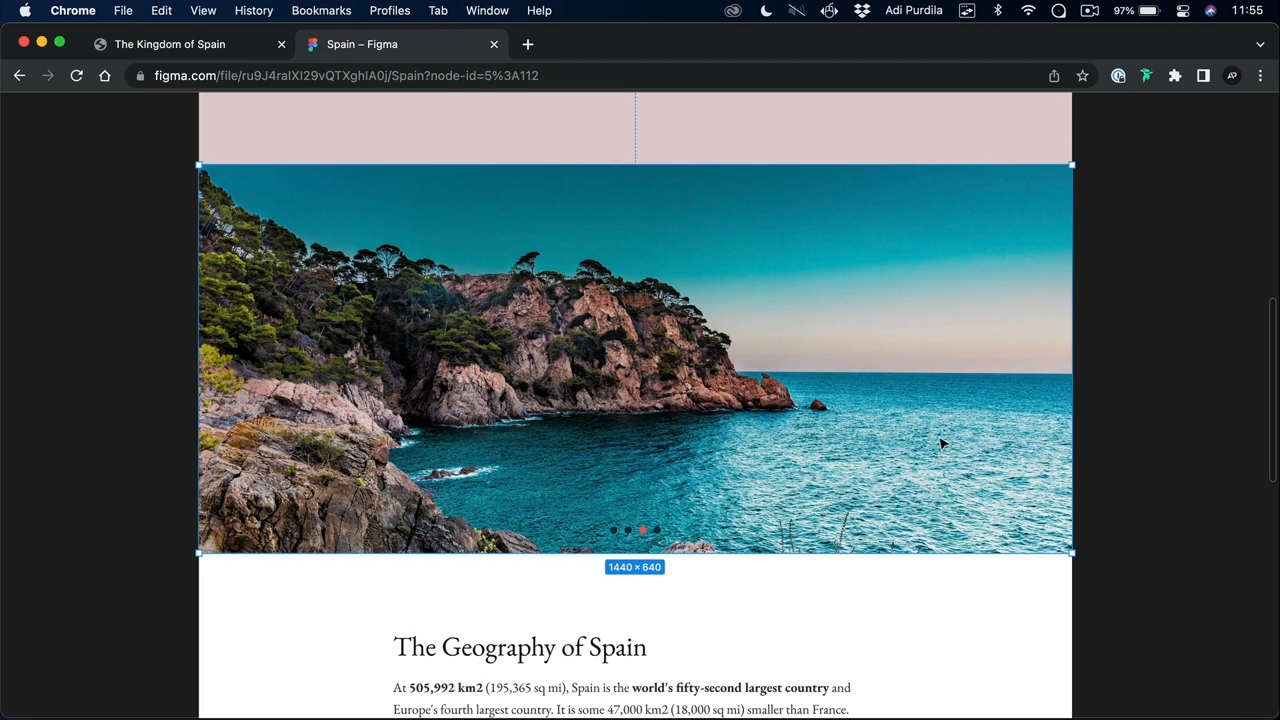 Chrome File Edit View History Bookmarks Profiles Tab Window Help Adi Purdila 97% 11:55
The Kingdom of Spain Spain – Figma
figma.com/file/ru9J4raIXI29vQTXghIA0j/Spain?node-id=5%3A112
1440 × 640
The Geography of Spain
At 505,992 km2 (195,365 sq mi), Spain is the world's fifty-second largest country and
Europe's fourth largest country. It is some 47,000 km2 (18,000 sq mi) smaller than France.